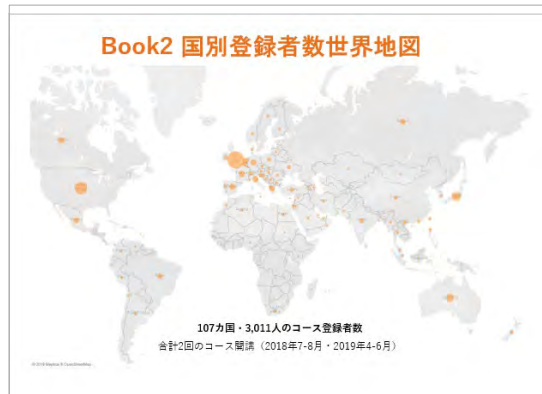 Book2 国別登録者数世界地図
107カ国・3,011人のコース登録者数
合計2回のコース開講（2018年7-8月・2019年4-6月）